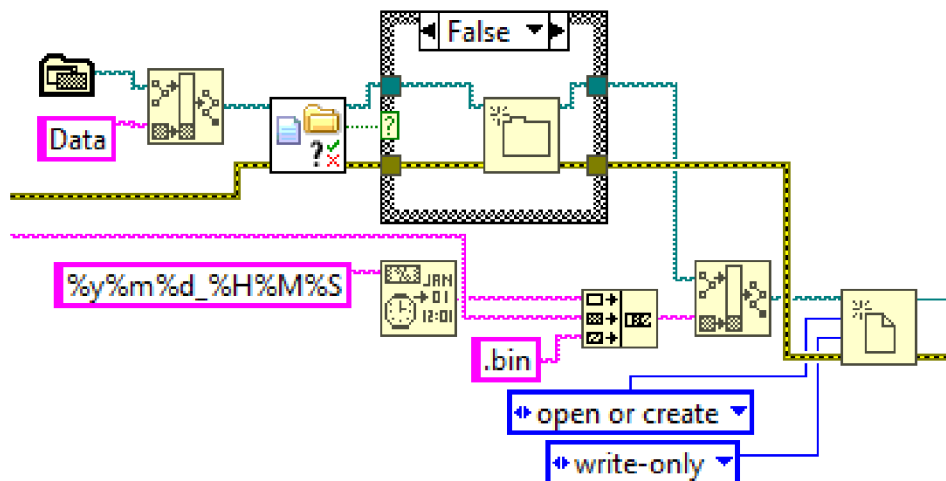 False
Data
?
?
%y%m%d_%H%M%S
%%
JAN
01
12:01
.bin
open or create
write-only